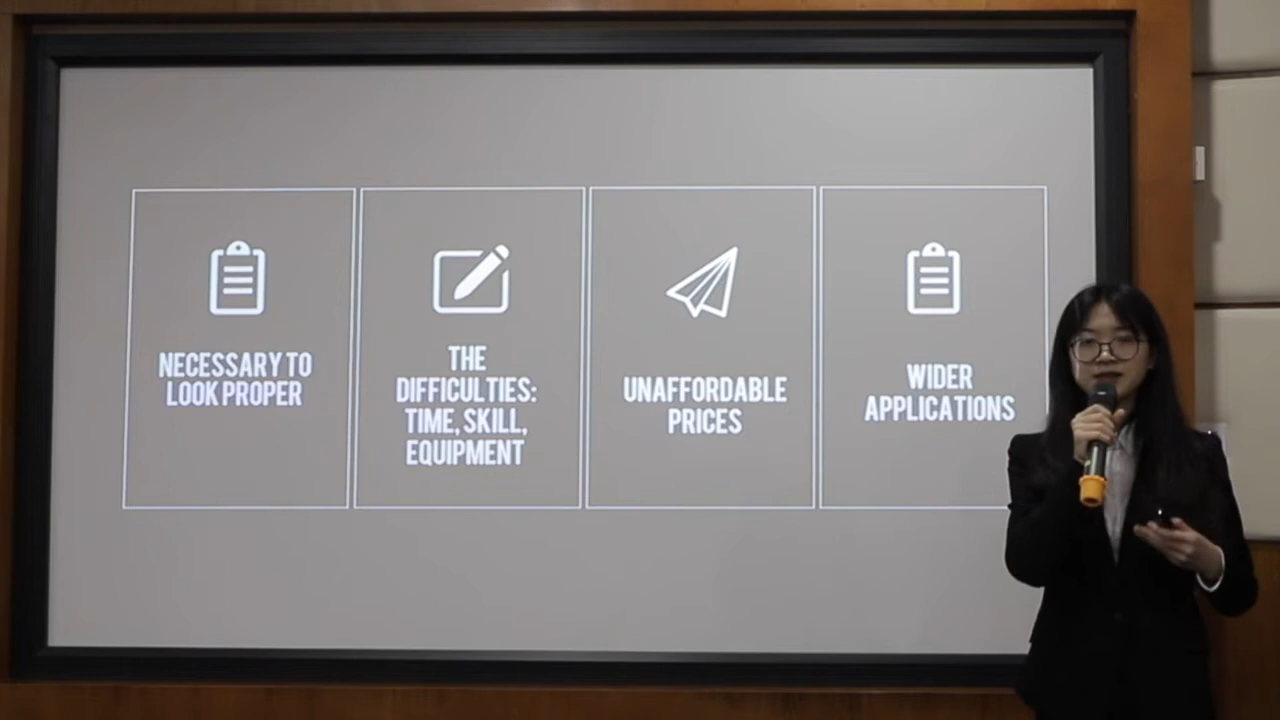 NECESSARY TO
LOOK PROPER
THE
DIFFICULTIES:
TIME, SKILL,
EQUIPMENT
UNAFFORDABLE
PRICES
WIDER
APPLICATIONS